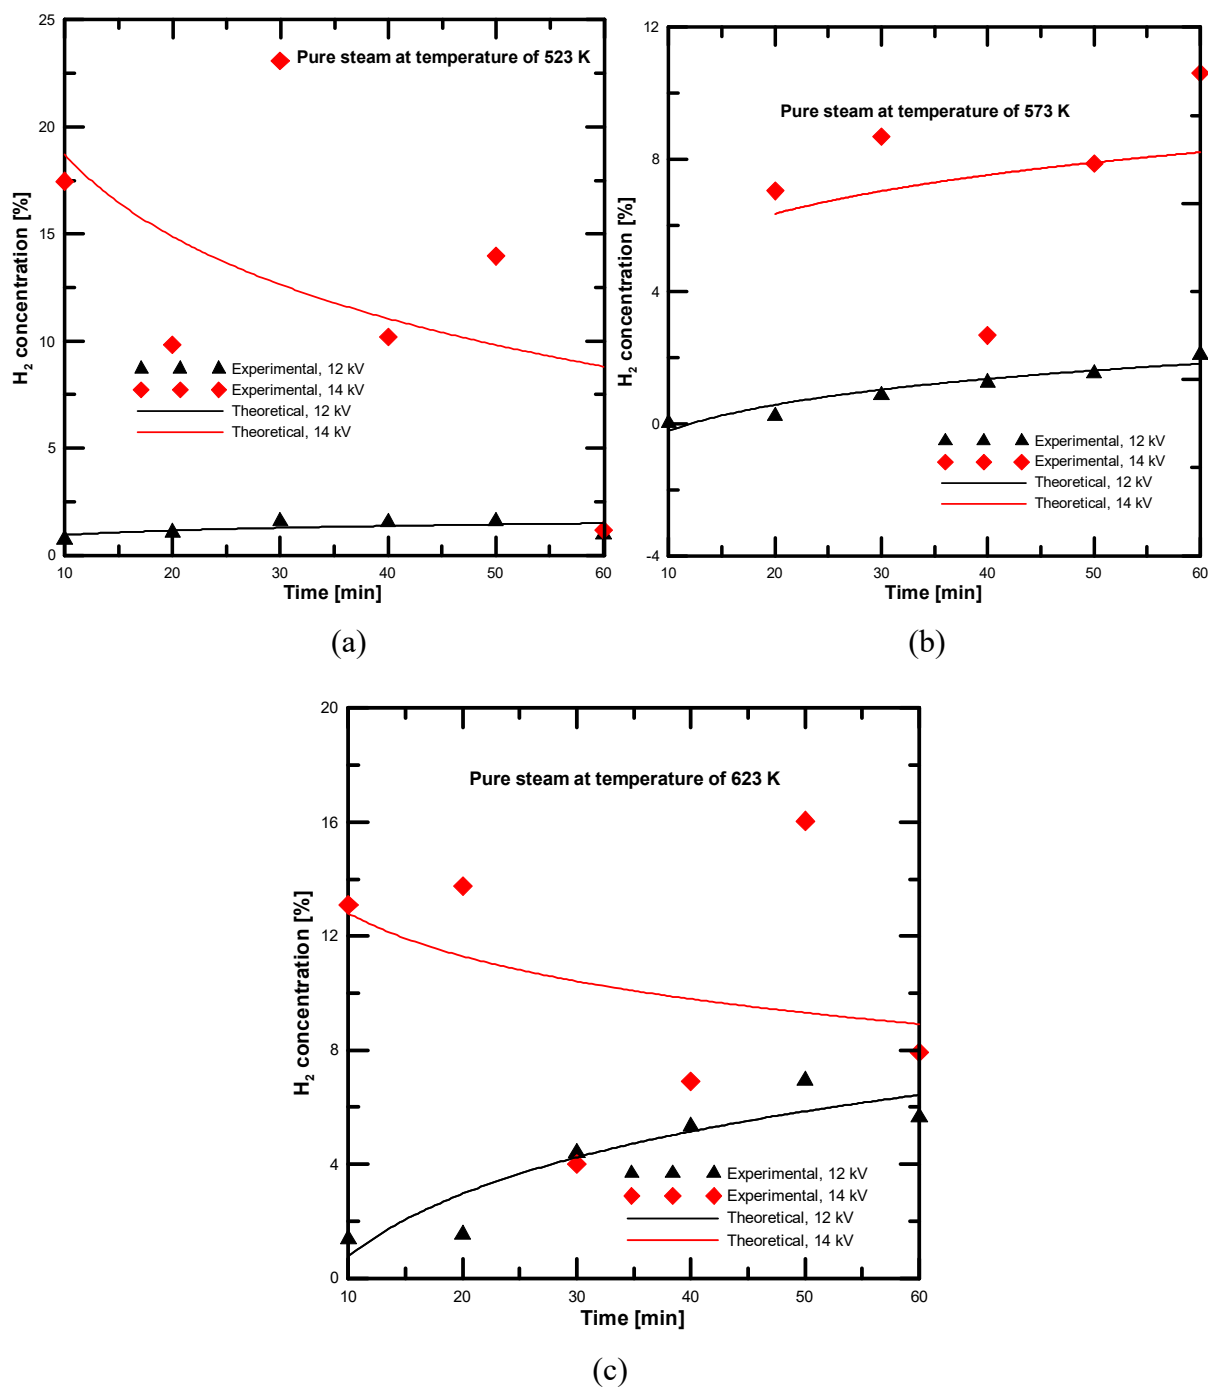 25
20
15
10
5
0
H2 concentration [%]
Pure steam at temperature of 523 K
Experimental, 12 kV
Experimental, 14 kV
Theoretical, 12 kV
Theoretical, 14 kV
10 20 30 40 50 60
Time [min]
(a)
12
8
4
0
-4
H2 concentration [%]
Pure steam at temperature of 573 K
Experimental, 12 kV
Experimental, 14 kV
Theoretical, 12 kV
Theoretical, 14 kV
10 20 30 40 50 60
Time [min]
(b)
20
16
12
8
4
0
H2 concentration [%]
Pure steam at temperature of 623 K
Experimental, 12 kV
Experimental, 14 kV
Theoretical, 12 kV
Theoretical, 14 kV
10 20 30 40 50 60
Time [min]
(c)